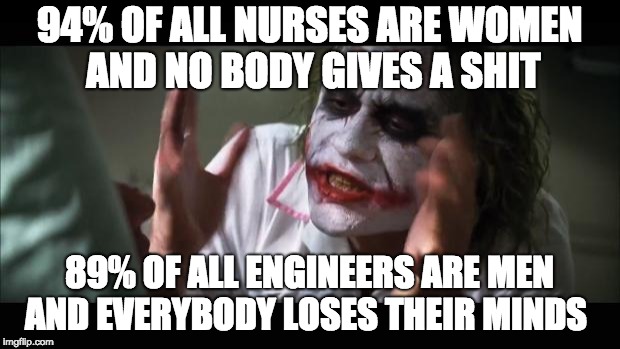 94% OF ALL NURSES ARE WOMEN
AND NO BODY GIVES A SHIT
89% OF ALL ENGINEERS ARE MEN
AND EVERYBODY LOSES THEIR MINDS
imgflip.com